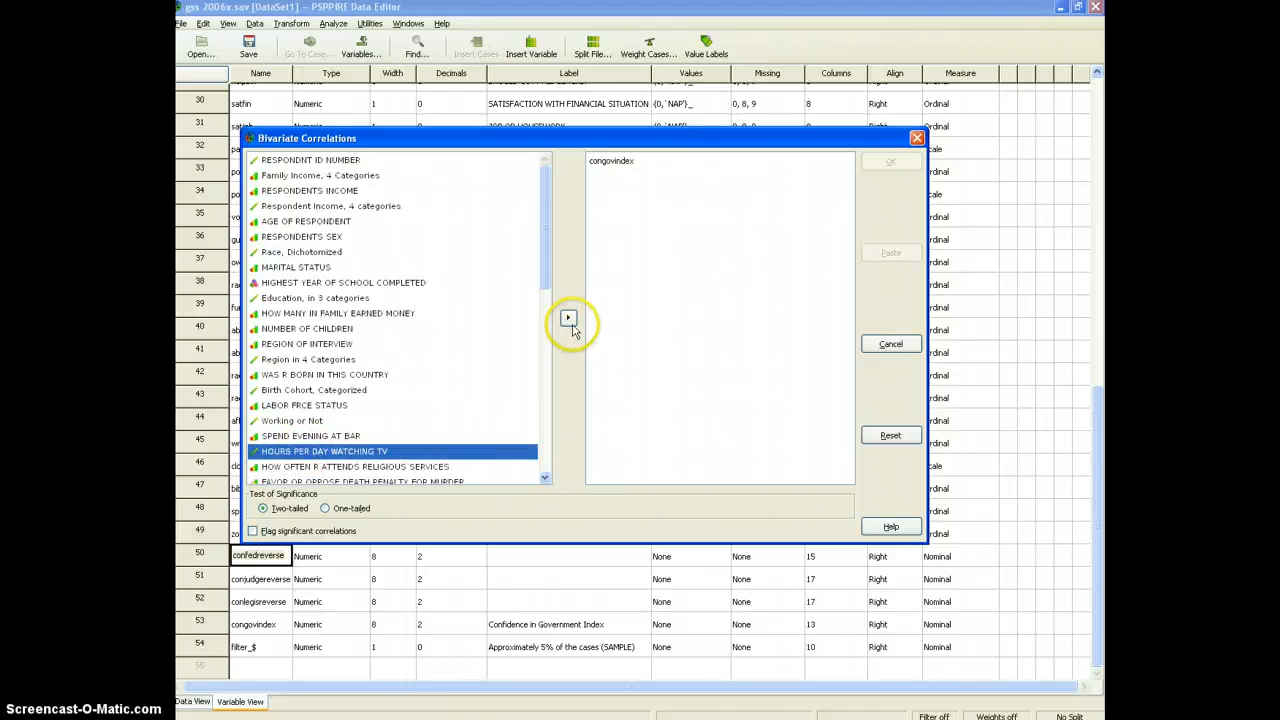 gss 2006x.sav [DataSet1] — PSPPIRE Data Editor
File Edit View Data Transform Analyze Utilities Windows Help
Open... Save Go To Case... Variables... Find... Insert Cases Insert Variable Split File... Weight Cases... Value Labels
Name Type Width Decimals Label Values Missing Columns Align Measure
30 satfin Numeric 1 0 SATISFACTION WITH FINANCIAL SITUATION {0,`NAP'}_ 0, 8, 9 8 Right Ordinal
31
Bivariate Correlations
RESPONDNT ID NUMBER
Family Income, 4 Categories
RESPONDENTS INCOME
Respondent Income, 4 categories
AGE OF RESPONDENT
RESPONDENTS SEX
Race, Dichotomized
MARITAL STATUS
HIGHEST YEAR OF SCHOOL COMPLETED
Education, in 3 categories
HOW MANY IN FAMILY EARNED MONEY
NUMBER OF CHILDREN
REGION OF INTERVIEW
Region in 4 Categories
WAS R BORN IN THIS COUNTRY
Birth Cohort, Categorized
LABOR FRCE STATUS
Working or Not
SPEND EVENING AT BAR
HOURS PER DAY WATCHING TV
HOW OFTEN R ATTENDS RELIGIOUS SERVICES
FAVOR OR OPPOSE DEATH PENALTY FOR MURDER
congovindex
OK
Paste
Cancel
Reset
Help
Test of Significance
Two-tailed One-tailed
Flag significant correlations
33
34
35
36
37
38
39
40
41
43
44
45
46
47
48
49
50 confedreverse Numeric 8 2 None None 15 Right Nominal
51 conjudgereverse Numeric 8 2 None None 17 Right Nominal
52 conlegisreverse Numeric 8 2 None None 17 Right Nominal
53 congovindex Numeric 8 2 Confidence in Government Index None None 13 Right Nominal
54 filter_$ Numeric 1 0 Approximately 5% of the cases (SAMPLE) None None 10 Right Nominal
55
Data View Variable View
Filter off Weights off No Split
Screencast-O-Matic.com